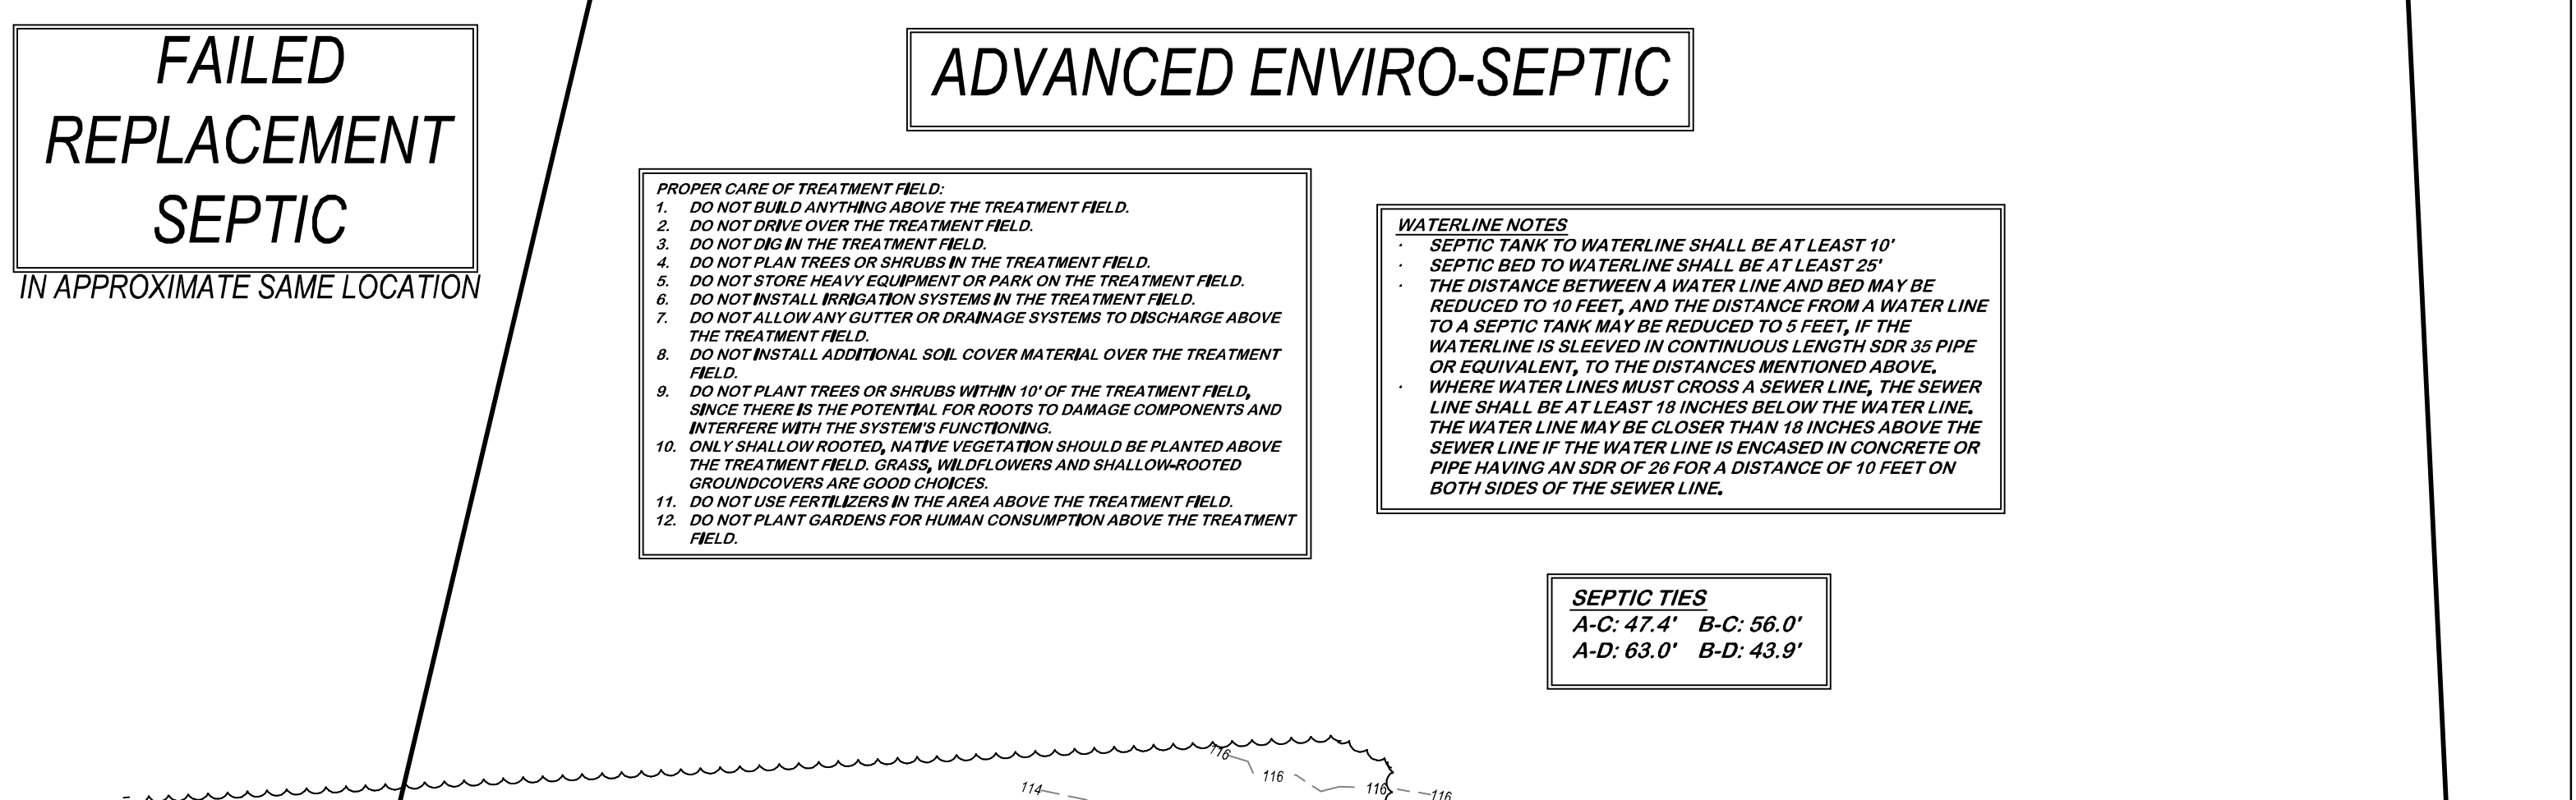 FAILED
REPLACEMENT
SEPTIC
IN APPROXIMATE SAME LOCATION
ADVANCED ENVIRO-SEPTIC
PROPER CARE OF TREATMENT FIELD:
1. DO NOT BUILD ANYTHING ABOVE THE TREATMENT FIELD.
2. DO NOT DRIVE OVER THE TREATMENT FIELD.
3. DO NOT DIG IN THE TREATMENT FIELD.
4. DO NOT PLAN TREES OR SHRUBS IN THE TREATMENT FIELD.
5. DO NOT STORE HEAVY EQUIPMENT OR PARK ON THE TREATMENT FIELD.
6. DO NOT INSTALL IRRIGATION SYSTEMS IN THE TREATMENT FIELD.
7. DO NOT ALLOW ANY GUTTER OR DRAINAGE SYSTEMS TO DISCHARGE ABOVE
THE TREATMENT FIELD.
8. DO NOT INSTALL ADDITIONAL SOIL COVER MATERIAL OVER THE TREATMENT
FIELD.
9. DO NOT PLANT TREES OR SHRUBS WITHIN 10' OF THE TREATMENT FIELD,
SINCE THERE IS THE POTENTIAL FOR ROOTS TO DAMAGE COMPONENTS AND
INTERFERE WITH THE SYSTEM'S FUNCTIONING.
10. ONLY SHALLOW ROOTED, NATIVE VEGETATION SHOULD BE PLANTED ABOVE
THE TREATMENT FIELD. GRASS, WILDFLOWERS AND SHALLOW-ROOTED
GROUNDCOVERS ARE GOOD CHOICES.
11. DO NOT USE FERTILIZERS IN THE AREA ABOVE THE TREATMENT FIELD.
12. DO NOT PLANT GARDENS FOR HUMAN CONSUMPTION ABOVE THE TREATMENT
FIELD.
WATERLINE NOTES
· SEPTIC TANK TO WATERLINE SHALL BE AT LEAST 10'
· SEPTIC BED TO WATERLINE SHALL BE AT LEAST 25'
· THE DISTANCE BETWEEN A WATER LINE AND BED MAY BE
REDUCED TO 10 FEET, AND THE DISTANCE FROM A WATER LINE
TO A SEPTIC TANK MAY BE REDUCED TO 5 FEET, IF THE
WATERLINE IS SLEEVED IN CONTINUOUS LENGTH SDR 35 PIPE
OR EQUIVALENT, TO THE DISTANCES MENTIONED ABOVE.
· WHERE WATER LINES MUST CROSS A SEWER LINE, THE SEWER
LINE SHALL BE AT LEAST 18 INCHES BELOW THE WATER LINE.
THE WATER LINE MAY BE CLOSER THAN 18 INCHES ABOVE THE
SEWER LINE IF THE WATER LINE IS ENCASED IN CONCRETE OR
PIPE HAVING AN SDR OF 26 FOR A DISTANCE OF 10 FEET ON
BOTH SIDES OF THE SEWER LINE.
SEPTIC TIES
A-C: 47.4' B-C: 56.0'
A-D: 63.0' B-D: 43.9'
116
116
114
116
116